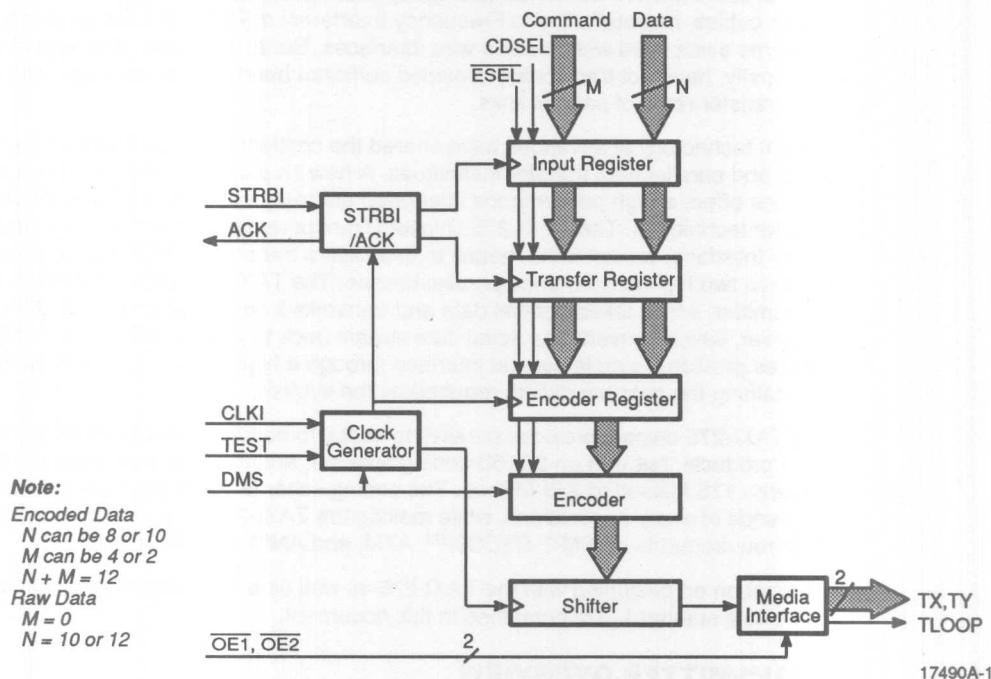 Command Data
CDSEL
ESEL
M N
Input Register
STRBI
ACK
STRBI
/ACK
Transfer Register
Encoder Register
CLKI
TEST
DMS
Clock
Generator
Encoder
Note:
Encoded Data
N can be 8 or 10
M can be 4 or 2
N + M = 12
Raw Data
M = 0
N = 10 or 12
Shifter
Media
Interface
2
TX, TY
TLOOP
OE1, OE2
2
17490A-1